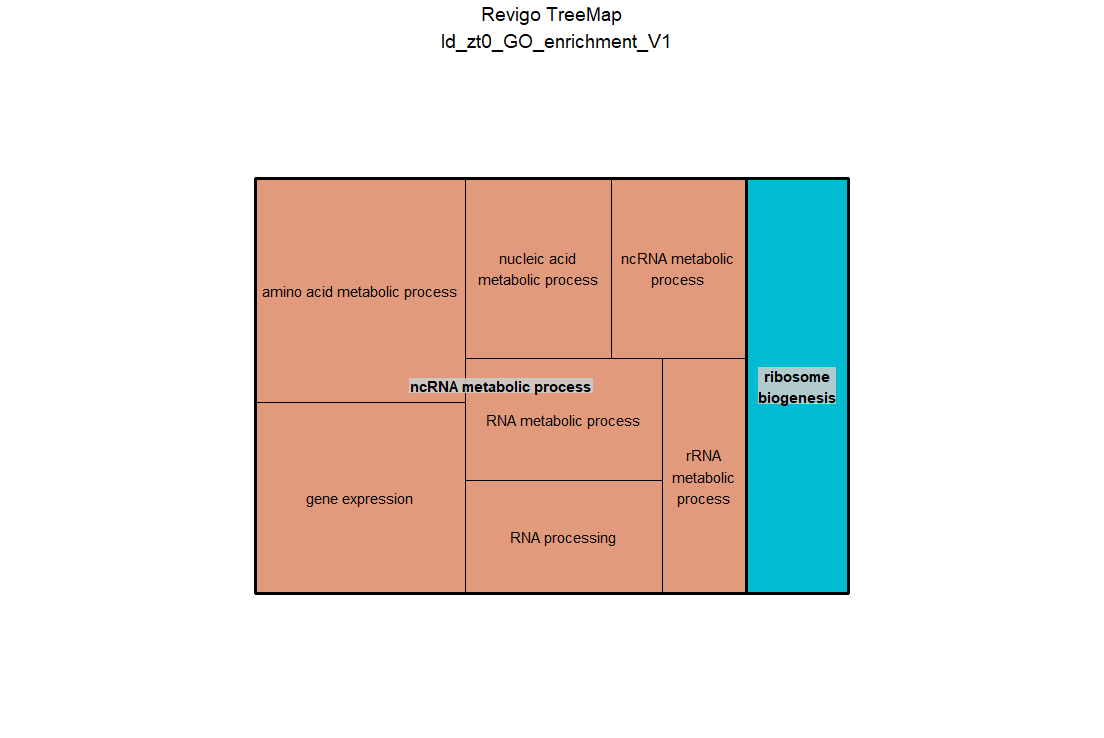 Revigo TreeMap
ld_zt0_GO_enrichment_V1
amino acid metabolic process
nucleic acid
metabolic process
ncRNA metabolic
process
ncRNA metabolic process
RNA metabolic process
gene expression
RNA processing
rRNA
metabolic
process
ribosome
biogenesis